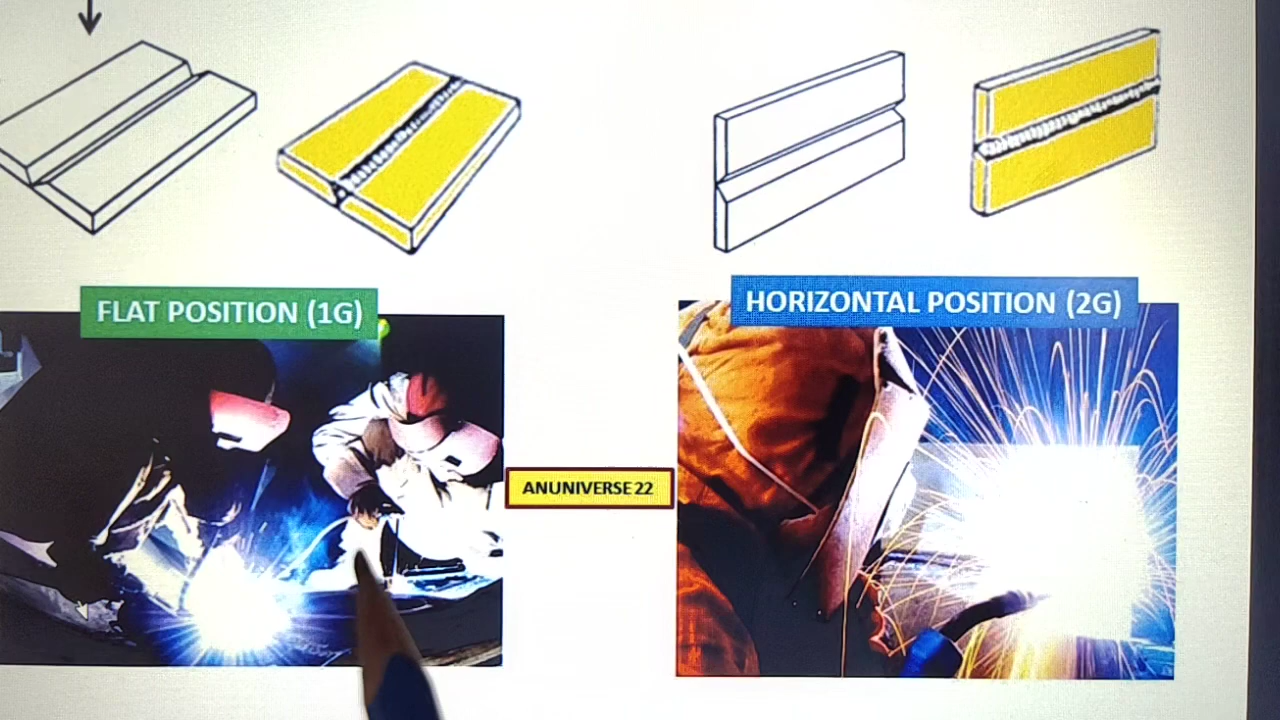 FLAT POSITION (1G)
HORIZONTAL POSITION (2G)
ANUNIVERSE 22